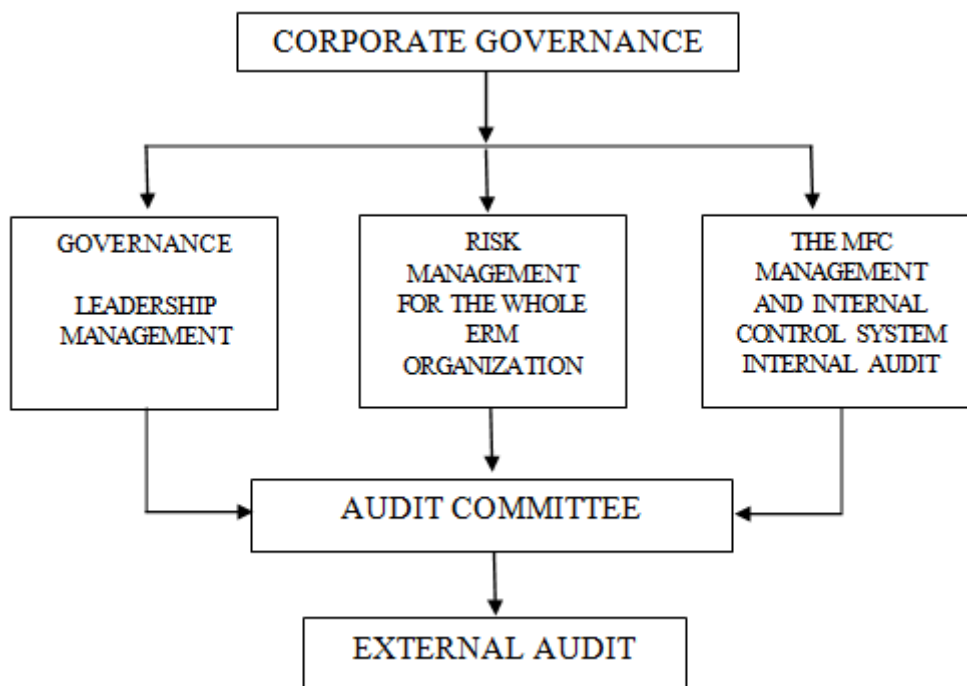 CORPORATE GOVERNANCE
GOVERNANCE
LEADERSHIP
MANAGEMENT
RISK
MANAGEMENT
FOR THE WHOLE
ERM
ORGANIZATION
THE MFC
MANAGEMENT
AND INTERNAL
CONTROL SYSTEM
INTERNAL AUDIT
AUDIT COMMITTEE
EXTERNAL AUDIT